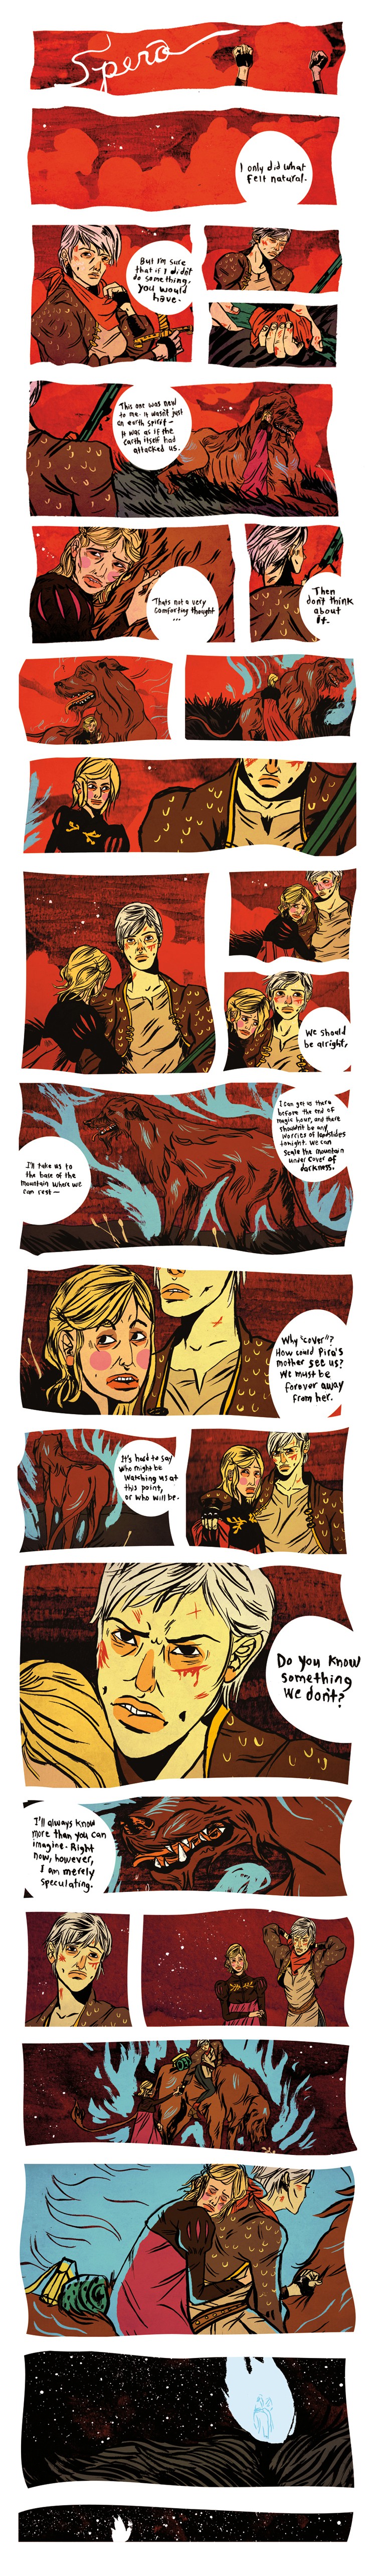 Spera
I only did what
felt natural.
But I'm sure
that if I didn't
do something,
you would
have.
This one was new
to me. It wasn't just
an earth spirit —
it was as if the
earth itself had
attacked us.
Thats not a very
comforting thought
...
Then
don't think
about
it.
We should
be alright,
I'll take us to
the base of the
mountain where we
can rest—
I can get us there
before the end of
magic hour, and there
shouldn't be any
worries of landslides
tonight. We can
scale the mountain
under cover of
darkness.
Why "cover"?
How could Pira's
mother see us?
We must be
forever away
from her.
It's hard to say
who might be
watching us at
this point,
or who will be.
Do you know
something
we don't?
I'll always know
more than you can
imagine. Right
now, however,
I am merely
speculating.